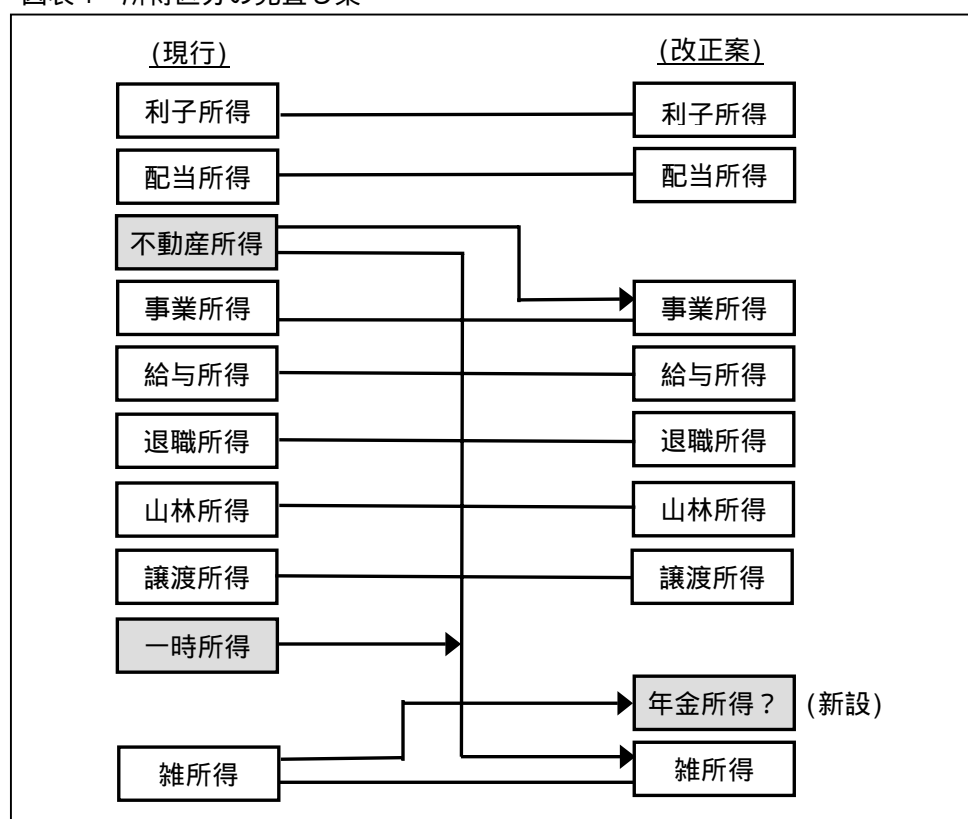 (現行)
(改正案)
利子所得
利子所得
配当所得
配当所得
不動産所得
事業所得
事業所得
給与所得
給与所得
退職所得
退職所得
山林所得
山林所得
譲渡所得
譲渡所得
一時所得
年金所得？ (新設)
雑所得
雑所得